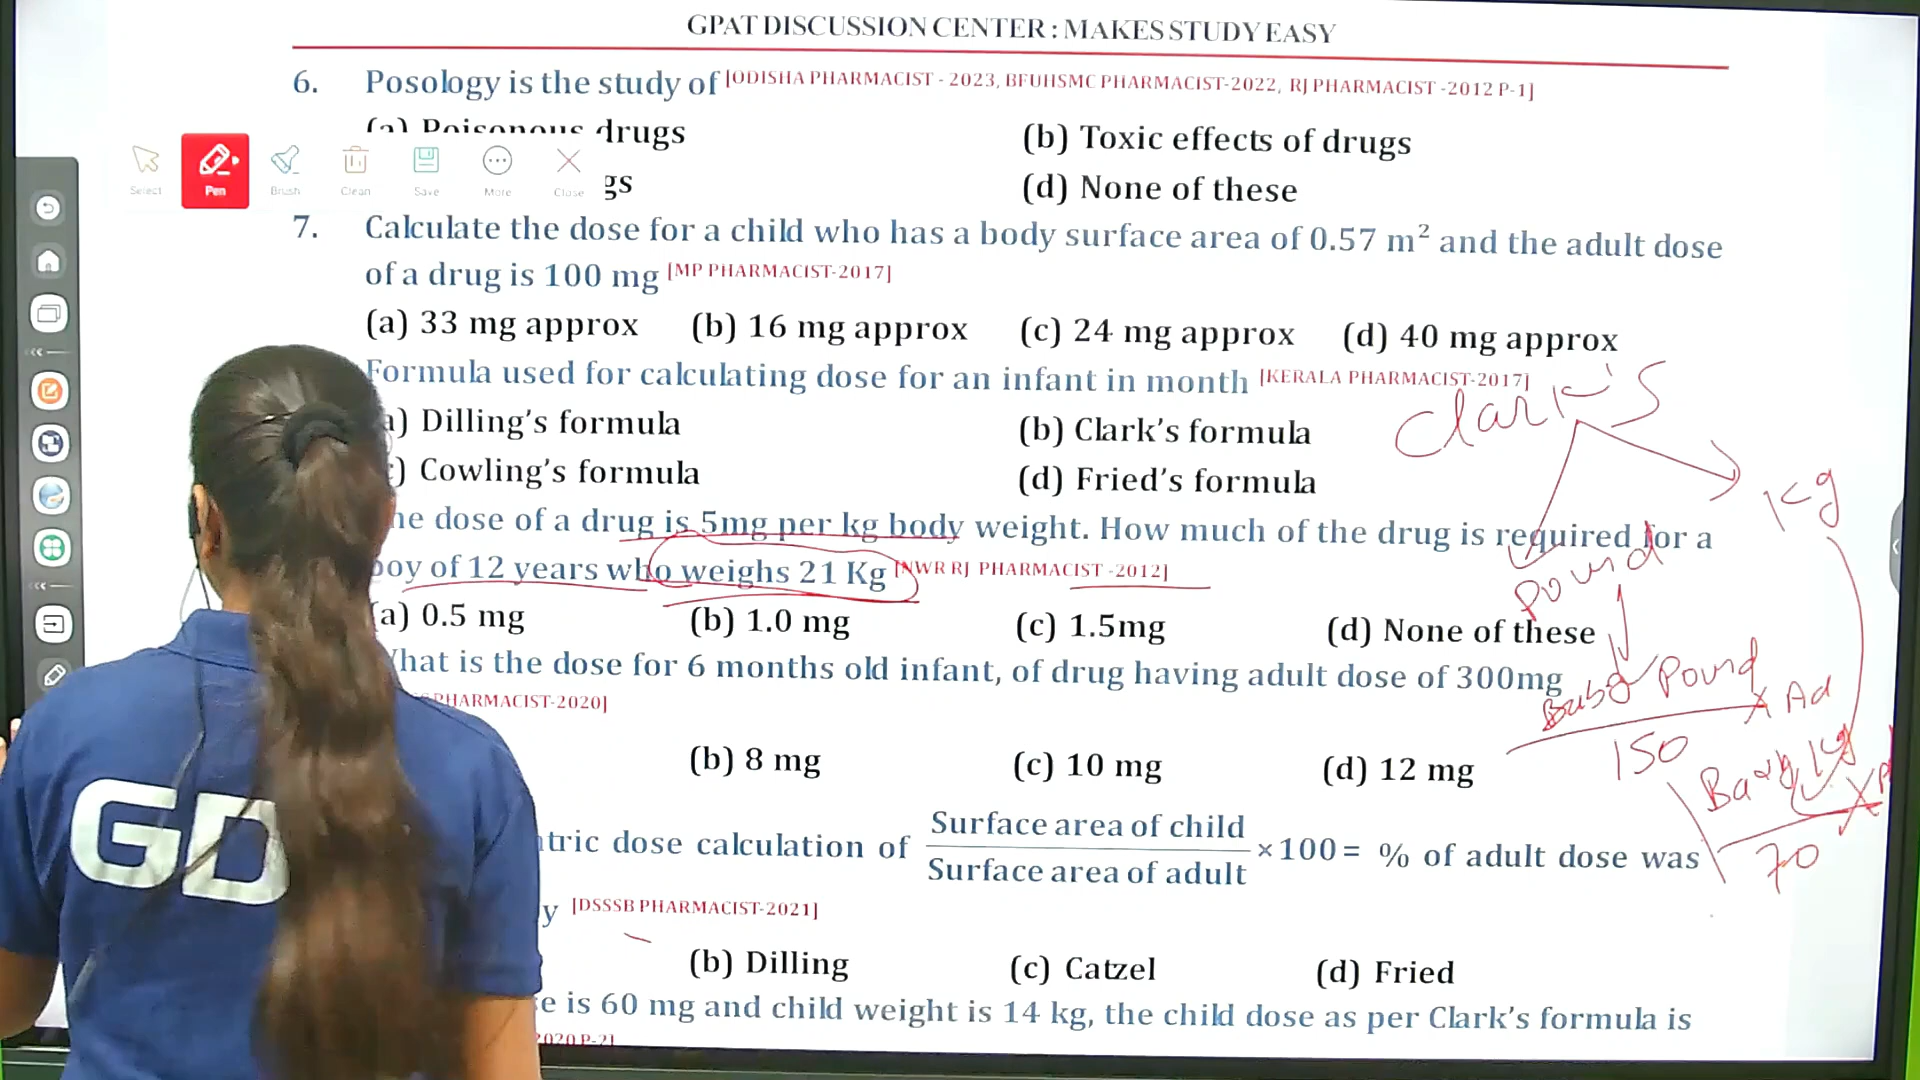 GPAT DISCUSSION CENTER : MAKES STUDY EASY
6. Posology is the study of [ODISHA PHARMACIST - 2023, BFUHSMC PHARMACIST-2022, RJ PHARMACIST -2012 P-1]
(a) Poisonous drugs (b) Toxic effects of drugs
gs (d) None of these
Select Pen Brush Clean Save More Close
7. Calculate the dose for a child who has a body surface area of 0.57 m² and the adult dose
of a drug is 100 mg [MP PHARMACIST-2017]
(a) 33 mg approx (b) 16 mg approx (c) 24 mg approx (d) 40 mg approx
Formula used for calculating dose for an infant in month [KERALA PHARMACIST-2017]
a) Dilling's formula (b) Clark's formula
c) Cowling's formula (d) Fried's formula
Clark's
Kg
Pound
he dose of a drug is 5mg per kg body weight. How much of the drug is required for a
boy of 12 years who weighs 21 Kg [NWR RJ PHARMACIST -2012]
(a) 0.5 mg (b) 1.0 mg (c) 1.5mg (d) None of these
hat is the dose for 6 months old infant, of drug having adult dose of 300mg
PHARMACIST-2020]
Pound x Ad
150
Kg
70
(b) 8 mg (c) 10 mg (d) 12 mg
tric dose calculation of Surface area of child / Surface area of adult ×100 = % of adult dose was
y [DSSSB PHARMACIST-2021]
(b) Dilling (c) Catzel (d) Fried
e is 60 mg and child weight is 14 kg, the child dose as per Clark's formula is
2020 P-2]
GD